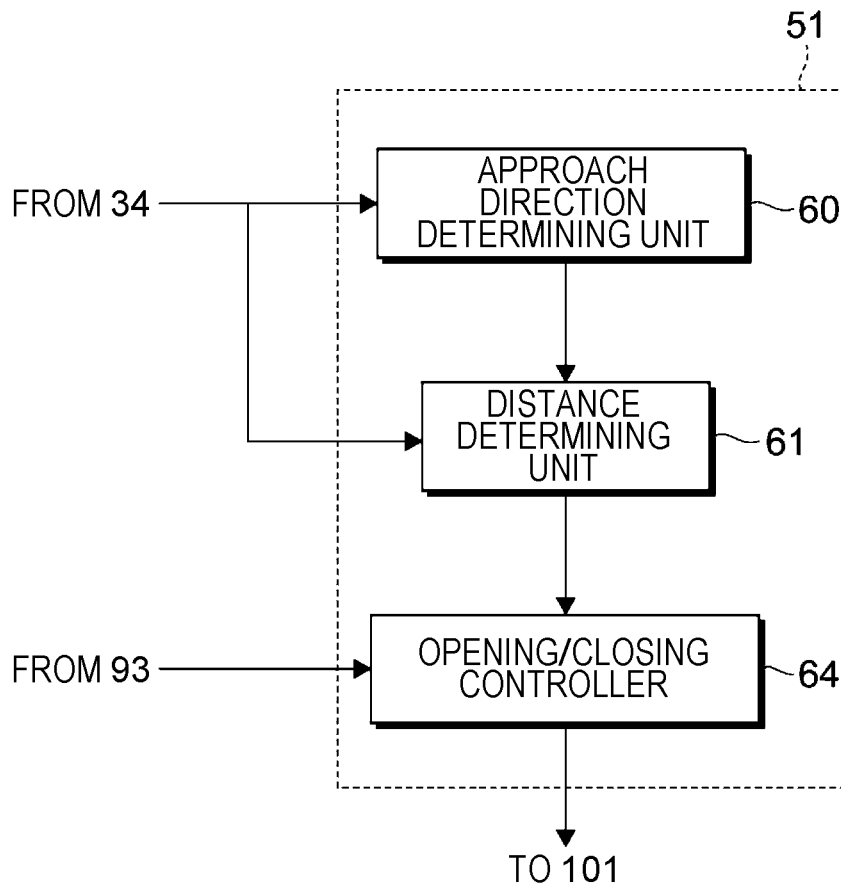 51
APPROACH
DIRECTION
DETERMINING UNIT
FROM 34
60
DISTANCE
DETERMINING
UNIT
61
OPENING/CLOSING
CONTROLLER
FROM 93
64
TO 101